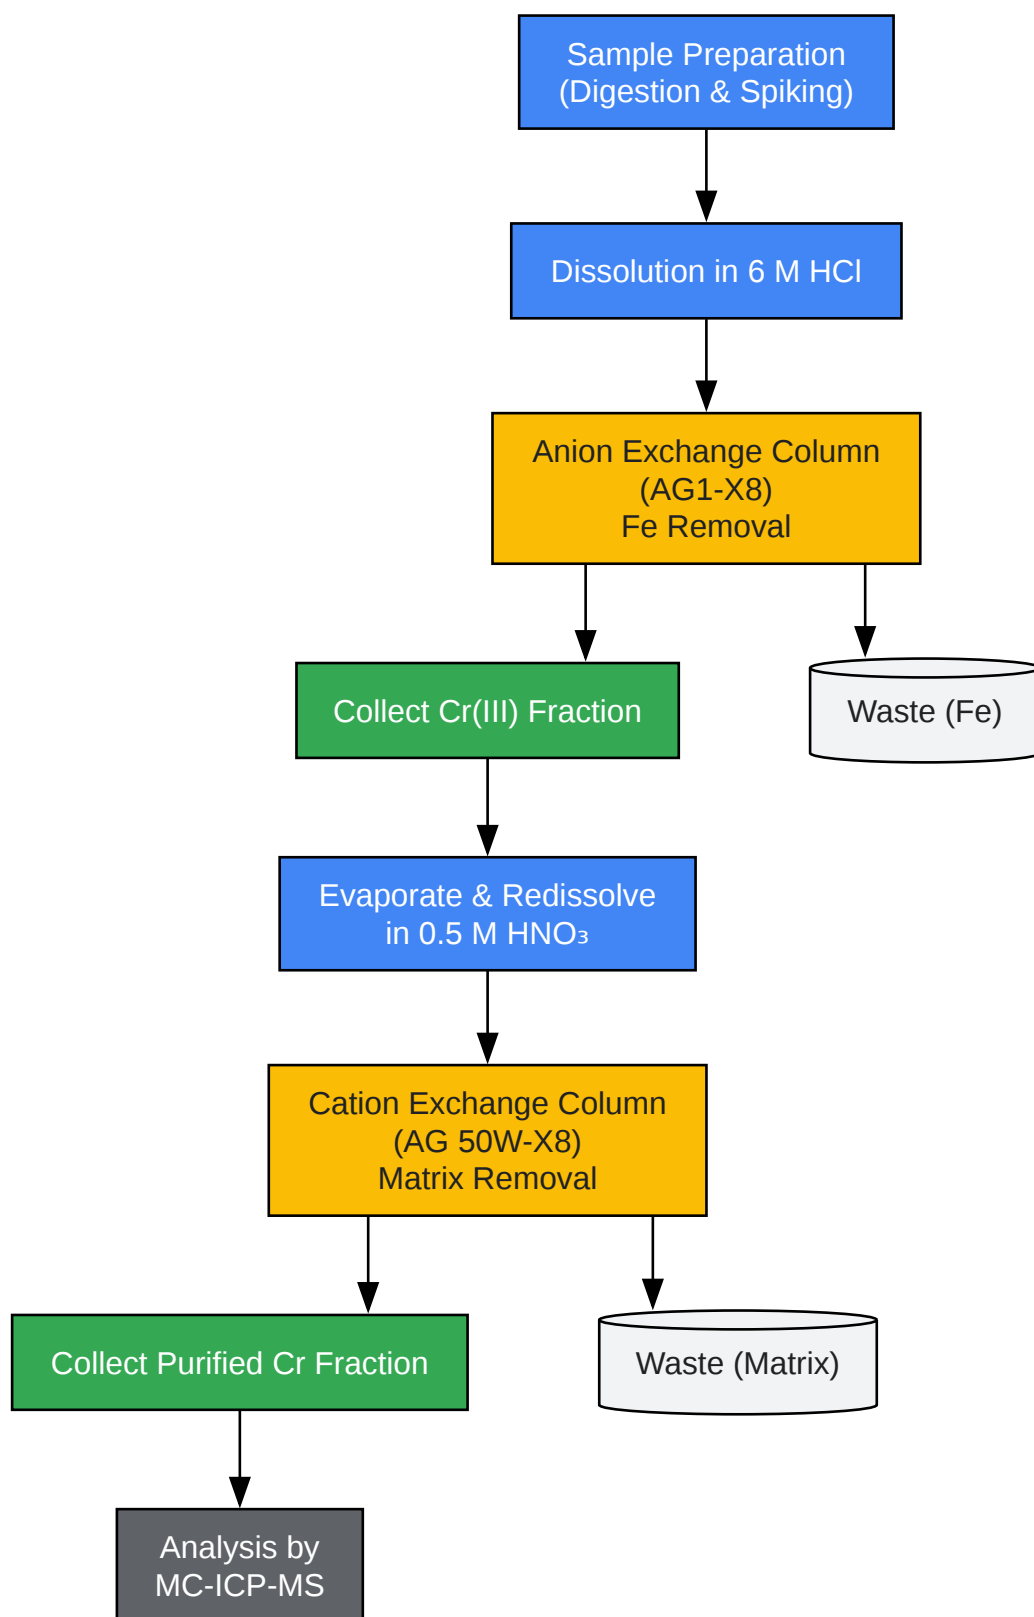 Sample Preparation
(Digestion & Spiking)
Dissolution in 6 M HCl
Anion Exchange Column
(AG1-X8)
Fe Removal
Collect Cr(III) Fraction
Waste (Fe)
Evaporate & Redissolve
in 0.5 M HNO₃
Cation Exchange Column
(AG 50W-X8)
Matrix Removal
Collect Purified Cr Fraction
Waste (Matrix)
Analysis by
MC-ICP-MS